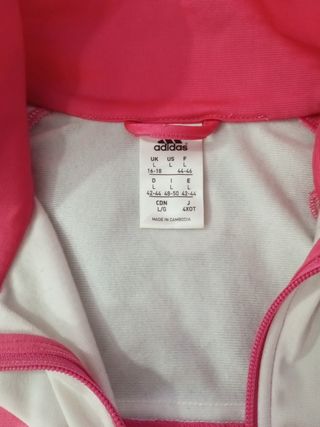 adidas
UK US F
L L L
16-18 44-46
D I E
L L L
42-44 48-50 42-44
CDN J
L/G 4XOT
MADE IN CAMBODIA